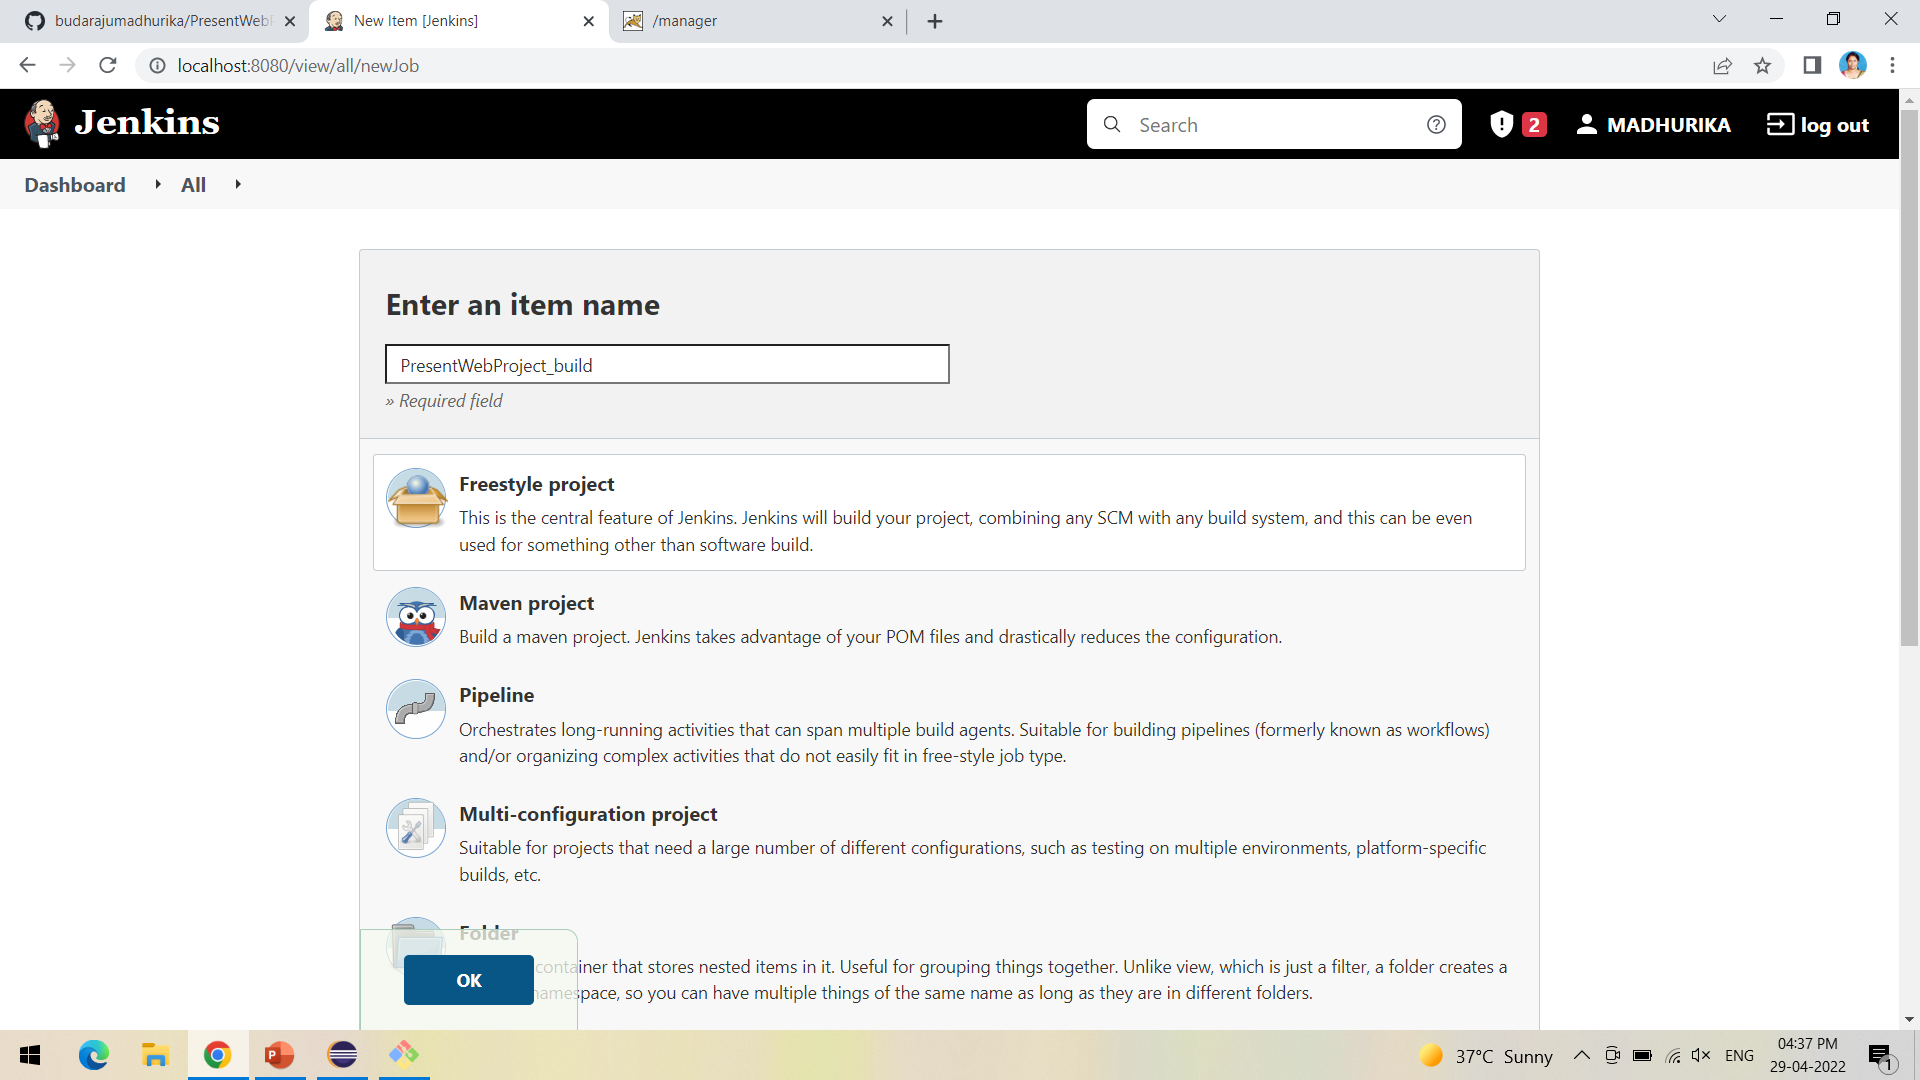 budarajumadhurika/PresentWebP
New Item [Jenkins]
/manager
localhost:8080/view/all/newJob
Jenkins
Search
2
MADHURIKA
log out
Dashboard
All
Enter an item name
PresentWebProject_build
» Required field
Freestyle project
This is the central feature of Jenkins. Jenkins will build your project, combining any SCM with any build system, and this can be even
used for something other than software build.
Maven project
Build a maven project. Jenkins takes advantage of your POM files and drastically reduces the configuration.
Pipeline
Orchestrates long-running activities that can span multiple build agents. Suitable for building pipelines (formerly known as workflows)
and/or organizing complex activities that do not easily fit in free-style job type.
Multi-configuration project
Suitable for projects that need a large number of different configurations, such as testing on multiple environments, platform-specific
builds, etc.
Folder
container that stores nested items in it. Useful for grouping things together. Unlike view, which is just a filter, a folder creates a
OK
namespace, so you can have multiple things of the same name as long as they are in different folders.
37°C Sunny
ENG
04:37 PM
29-04-2022
1